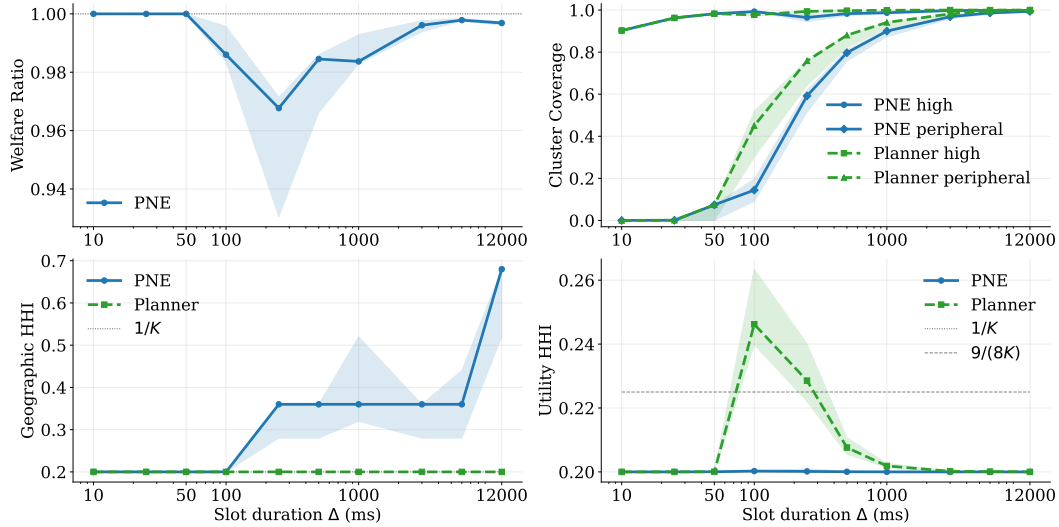 1.00
0.98
0.96
0.94
Welfare Ratio
PNE
10
50
100
1000
12000
1.0
0.8
0.6
0.4
0.2
0.0
Cluster Coverage
PNE high
PNE peripheral
Planner high
Planner peripheral
10
50
100
1000
12000
0.7
0.6
0.5
0.4
0.3
0.2
Geographic HHI
PNE
Planner
1/K
10
50
100
1000
12000
Slot duration Δ (ms)
0.26
0.24
0.22
0.20
Utility HHI
PNE
Planner
1/K
9/(8K)
10
50
100
1000
12000
Slot duration Δ (ms)